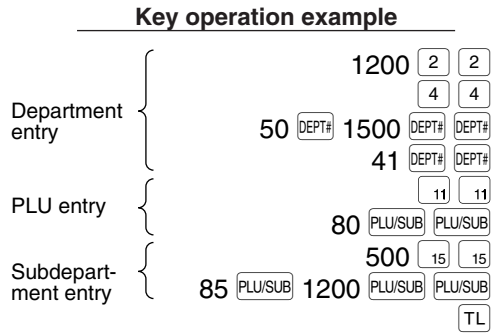 Key operation example
1200 2 2
4 4
Department
entry
50 DEPT# 1500 DEPT# DEPT#
41 DEPT# DEPT#
PLU entry
11 11
80 PLU/SUB PLU/SUB
500 15 15
Subdepart-
ment entry
85 PLU/SUB 1200 PLU/SUB PLU/SUB
TL